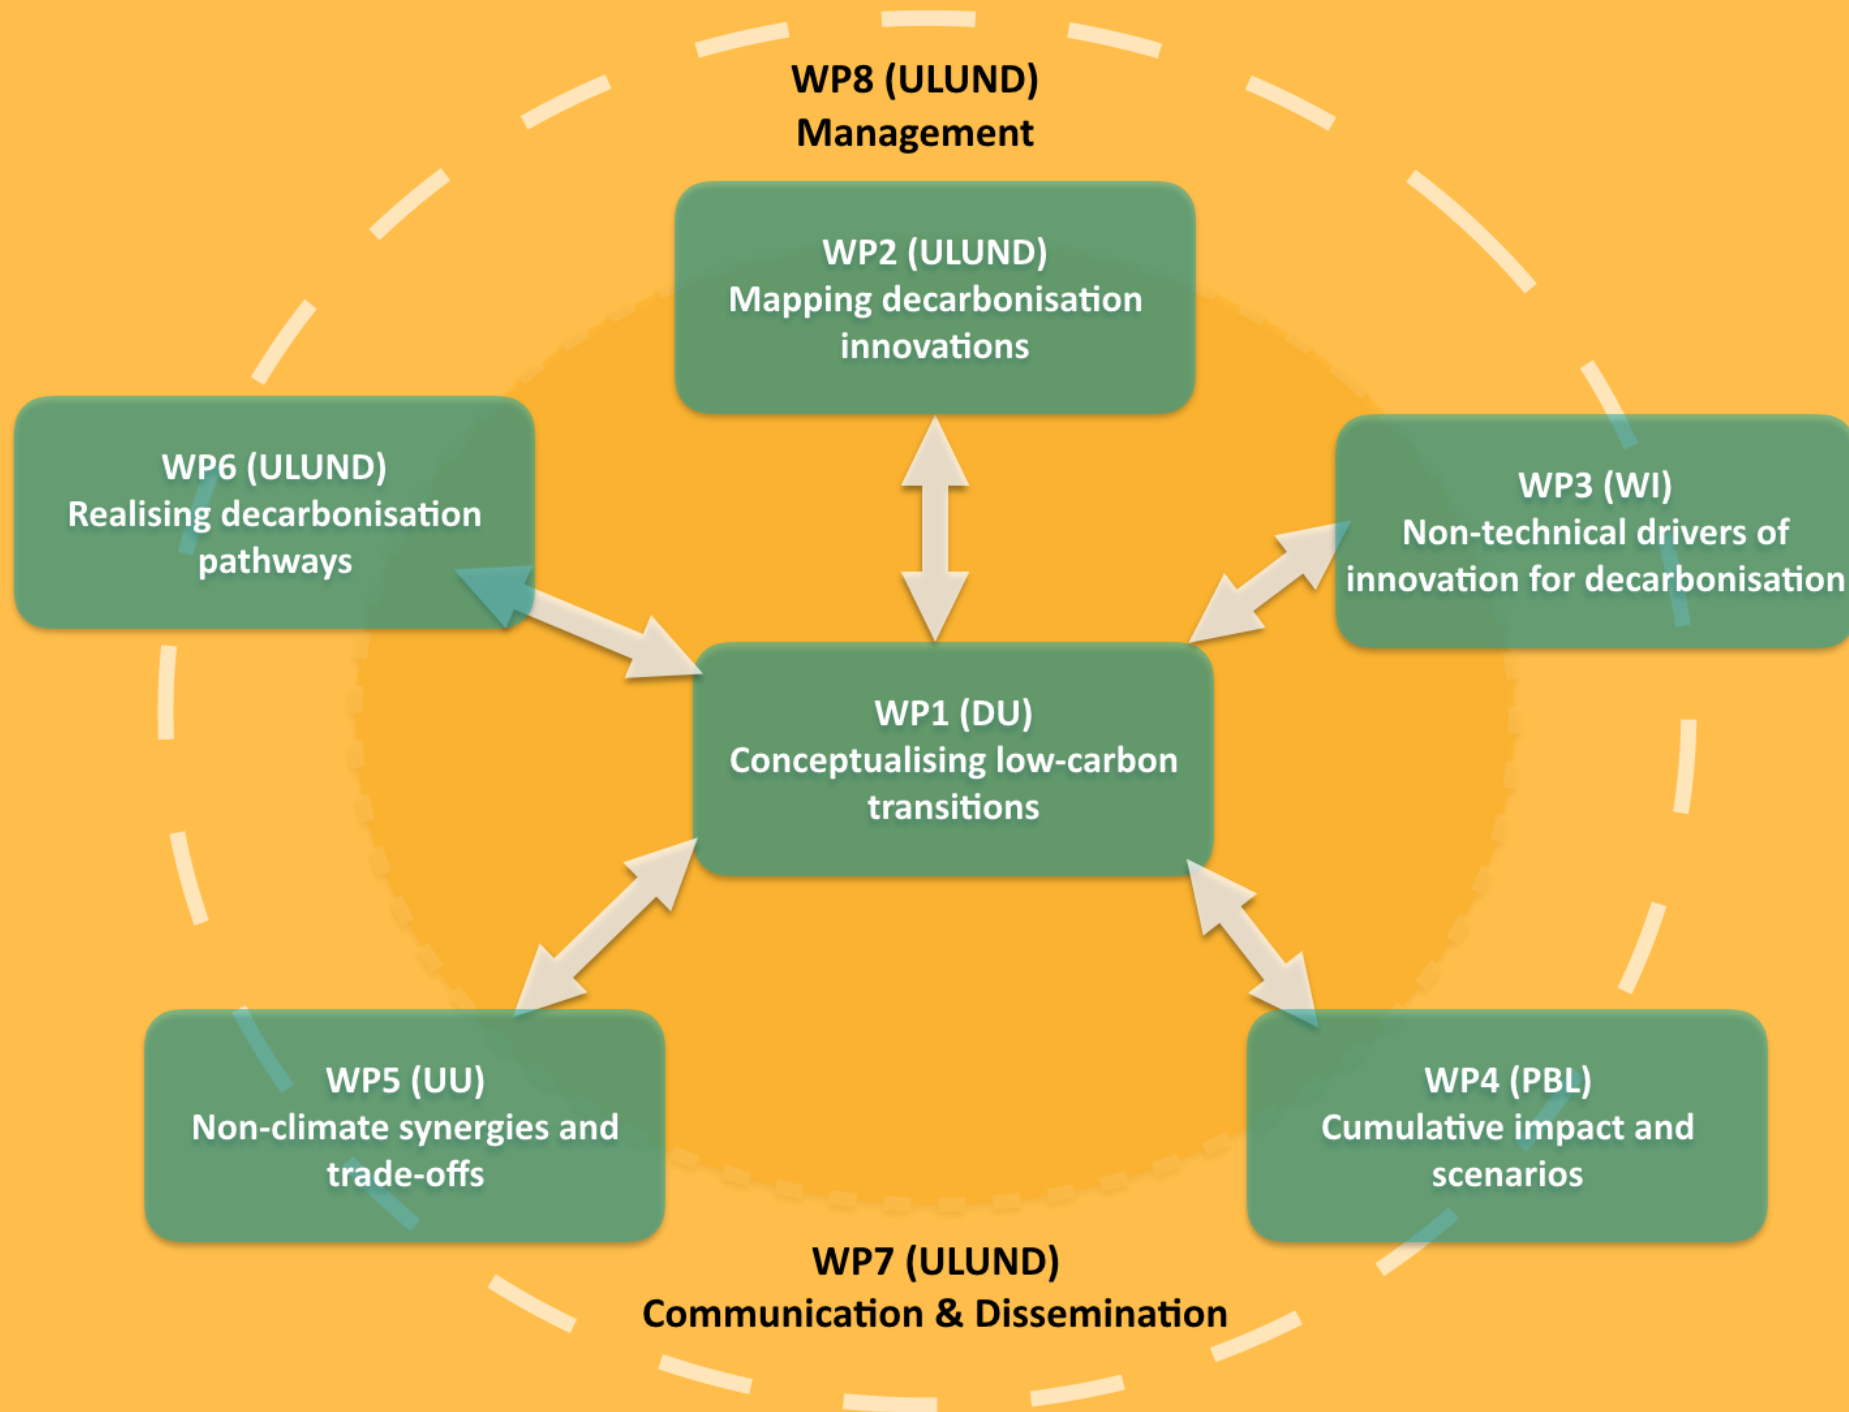 WP8 (ULUND)
Management
WP2 (ULUND)
Mapping decarbonisation
innovations
WP6 (ULUND)
Realising decarbonisation
pathways
WP3 (WI)
Non-technical drivers of
innovation for decarbonisation
WP1 (DU)
Conceptualising low-carbon
transitions
WP5 (UU)
Non-climate synergies and
trade-offs
WP4 (PBL)
Cumulative impact and
scenarios
WP7 (ULUND)
Communication & Dissemination